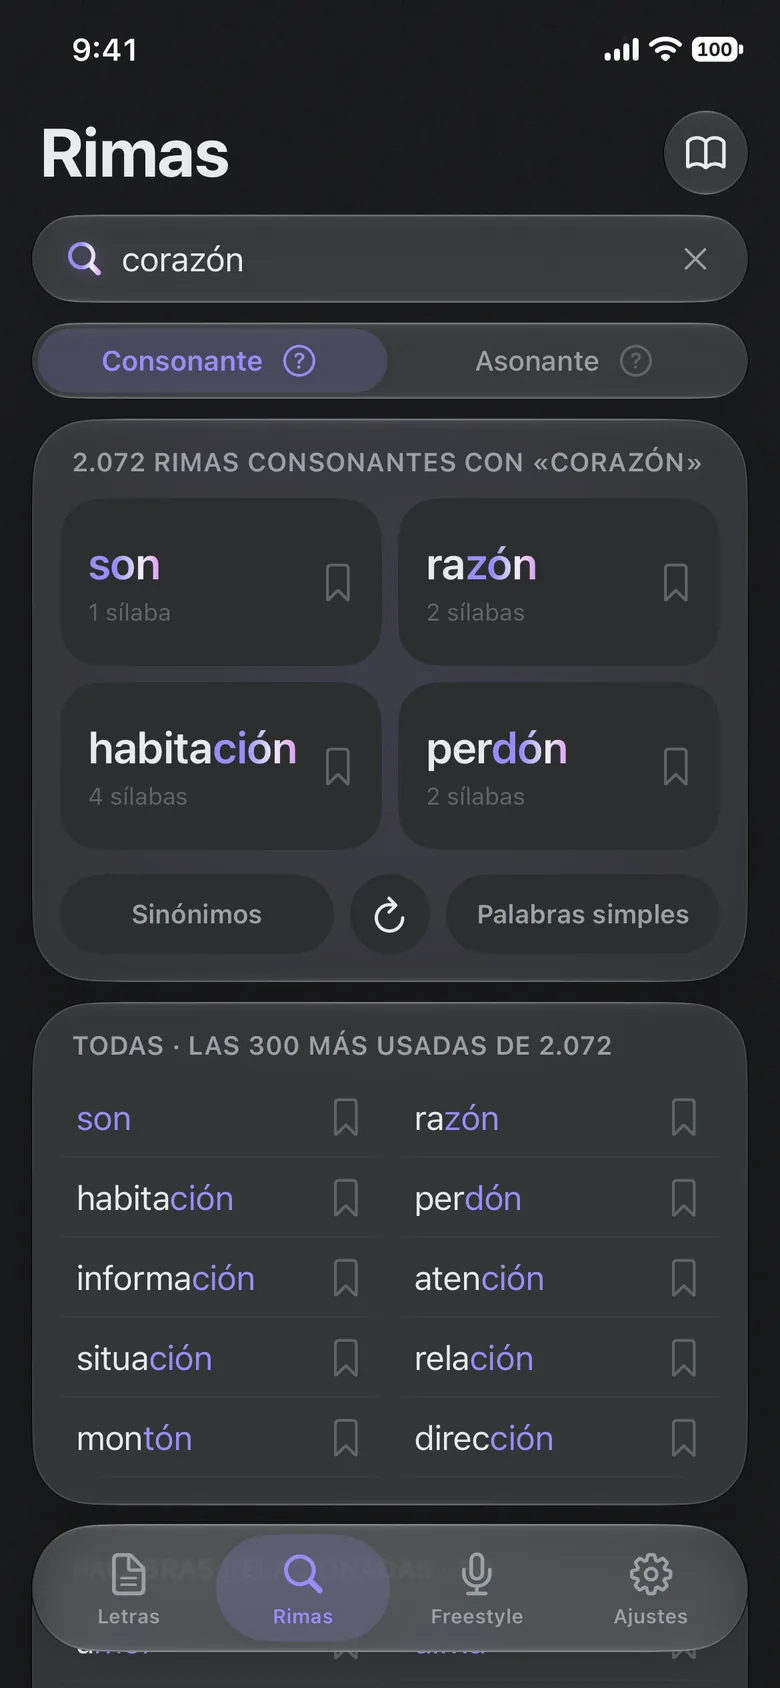 9:41
100
Rimas
corazón
Consonante ?
Asonante ?
2.072 RIMAS CONSONANTES CON «CORAZÓN»
son
1 sílaba
razón
2 sílabas
habitación
4 sílabas
perdón
2 sílabas
Sinónimos
Palabras simples
TODAS · LAS 300 MÁS USADAS DE 2.072
son
razón
habitación
perdón
información
atención
situación
relación
montón
dirección
Letras
Rimas
Freestyle
Ajustes